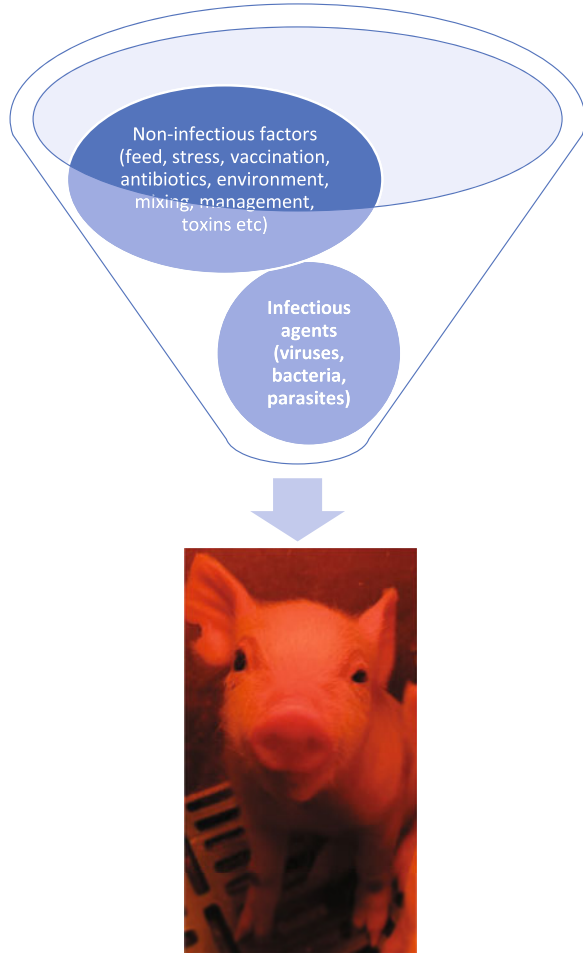 Non-infectious factors
(feed, stress, vaccination,
antibiotics, environment,
mixing, management,
toxins etc)
Infectious
agents
(viruses,
bacteria,
parasites)